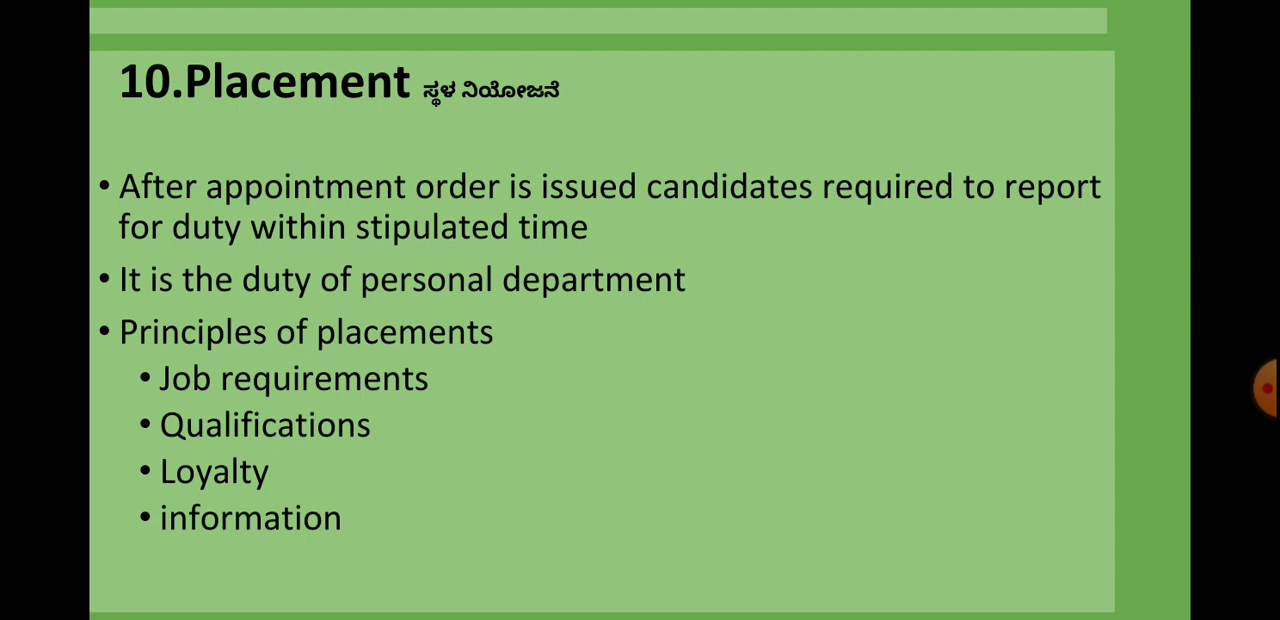 10.Placement ಸ್ಥಳ ನಿಯೋಜನೆ
• After appointment order is issued candidates required to report
for duty within stipulated time
• It is the duty of personal department
• Principles of placements
• Job requirements
• Qualifications
• Loyalty
• information